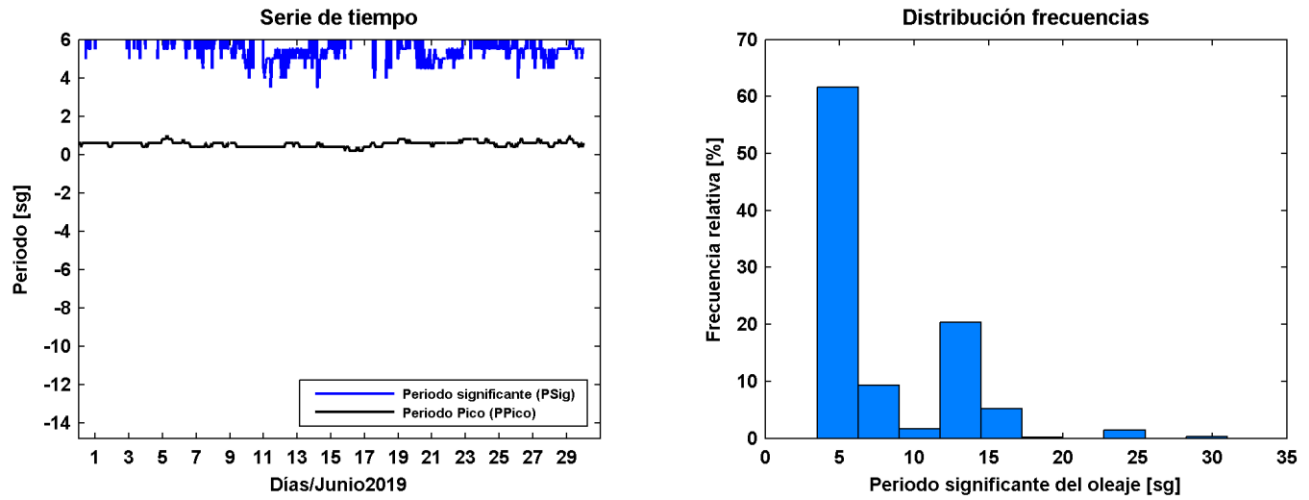 Serie de tiempo
Periodo [sg]
6
4
2
0
-2
-4
-6
-8
-10
-12
-14
Periodo significante (PSig)
Periodo Pico (PPico)
1 3 5 7 9 11 13 15 17 19 21 23 25 27 29
Días/Junio2019
Distribución frecuencias
Frecuencia relativa [%]
70
60
50
40
30
20
10
0
0 5 10 15 20 25 30 35
Periodo significante del oleaje [sg]